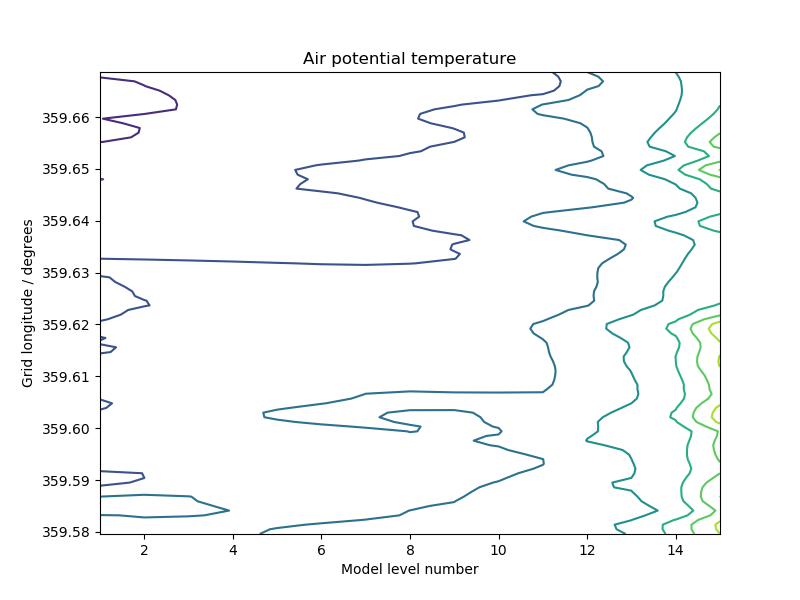 Air potential temperature
Grid longitude / degrees
359.66
359.65
359.64
359.63
359.62
359.61
359.60
359.59
359.58
2 4 6 8 10 12 14
Model level number